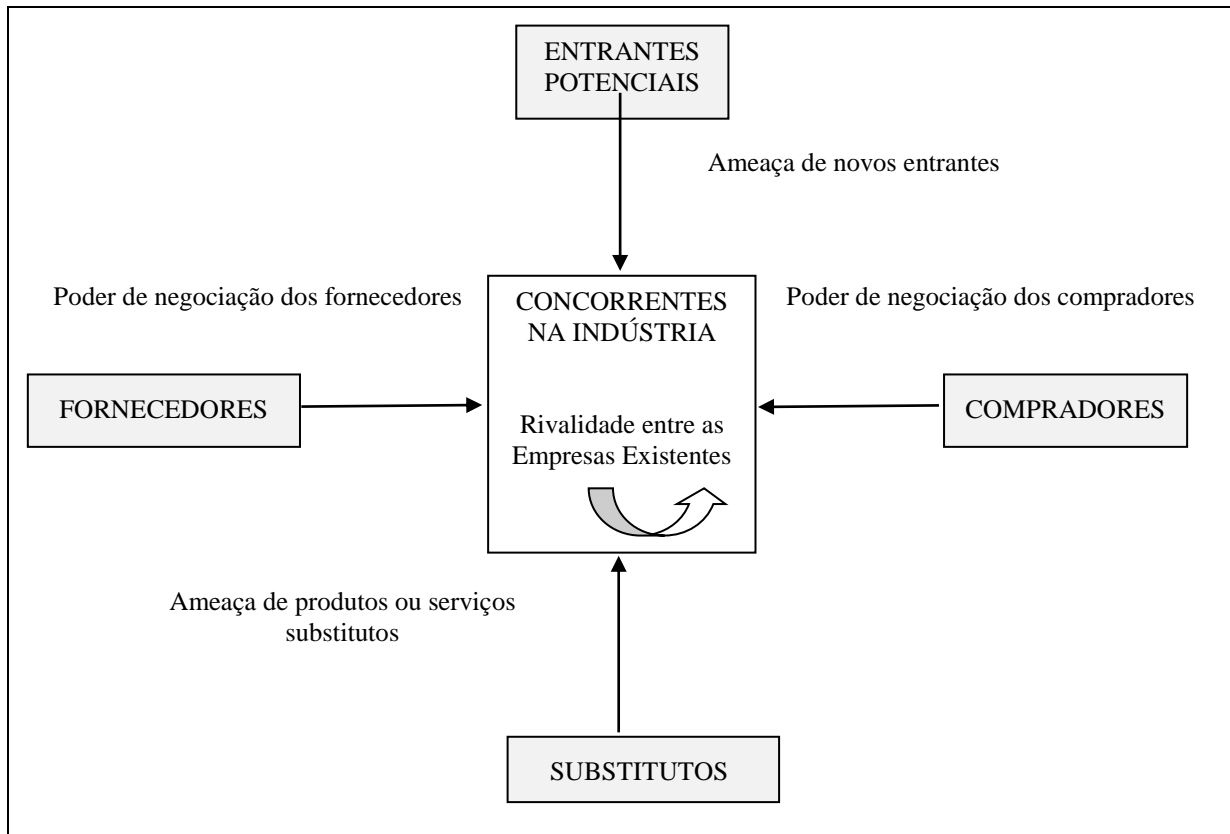 ENTRANTES
POTENCIAIS
Ameaça de novos entrantes
Poder de negociação dos fornecedores
CONCORRENTES
NA INDÚSTRIA
Poder de negociação dos compradores
FORNECEDORES
Rivalidade entre as
Empresas Existentes
COMPRADORES
Ameaça de produtos ou serviços
substitutos
SUBSTITUTOS